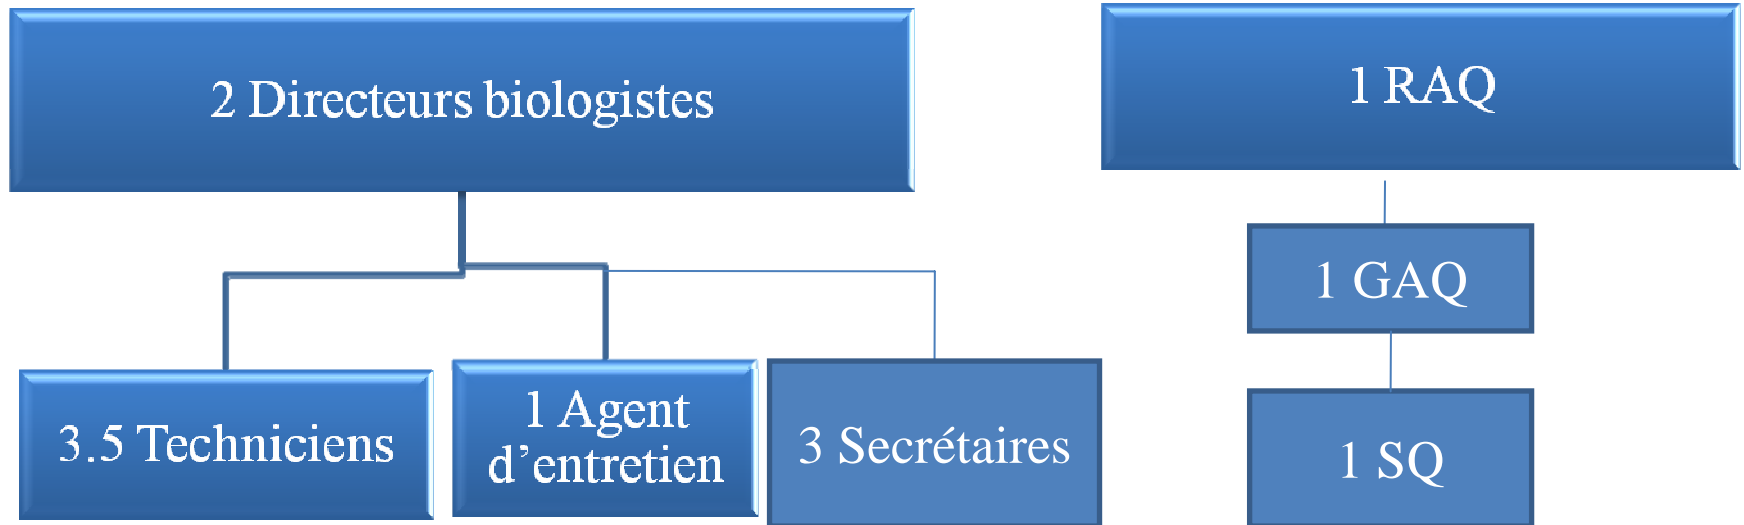 2 Directeurs biologistes
1 RAQ
1 GAQ
3.5 Techniciens
1 Agent
d’entretien
3 Secrétaires
1 SQ